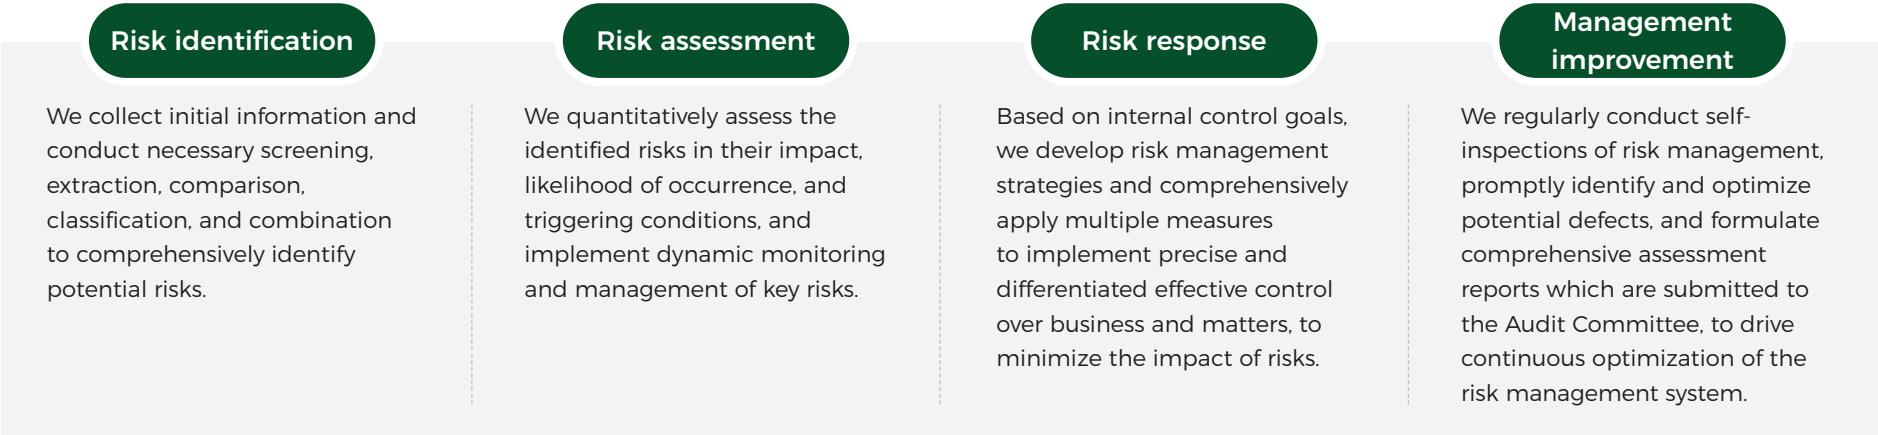 Risk identification
We collect initial information and
conduct necessary screening,
extraction, comparison,
classification, and combination
to comprehensively identify
potential risks.
Risk assessment
We quantitatively assess the
identified risks in their impact,
likelihood of occurrence, and
triggering conditions, and
implement dynamic monitoring
and management of key risks.
Risk response
Based on internal control goals,
we develop risk management
strategies and comprehensively
apply multiple measures
to implement precise and
differentiated effective control
over business and matters, to
minimize the impact of risks.
Management
improvement
We regularly conduct self-
inspections of risk management,
promptly identify and optimize
potential defects, and formulate
comprehensive assessment
reports which are submitted to
the Audit Committee, to drive
continuous optimization of the
risk management system.